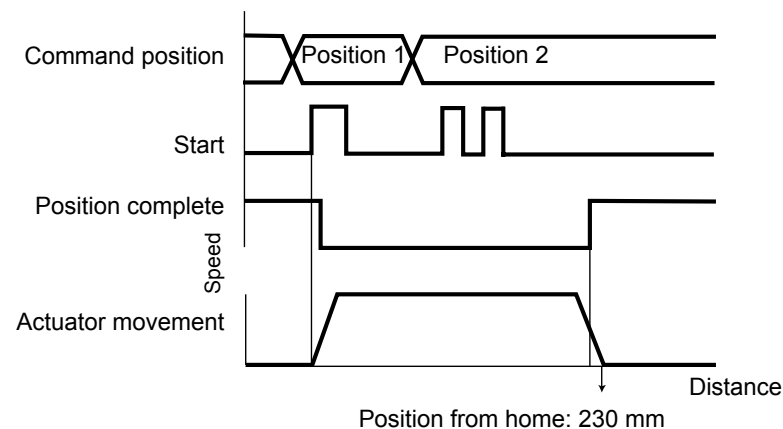 Command position
Position 1
Position 2
Start
Position complete
Speed
Actuator movement
Distance
Position from home: 230 mm